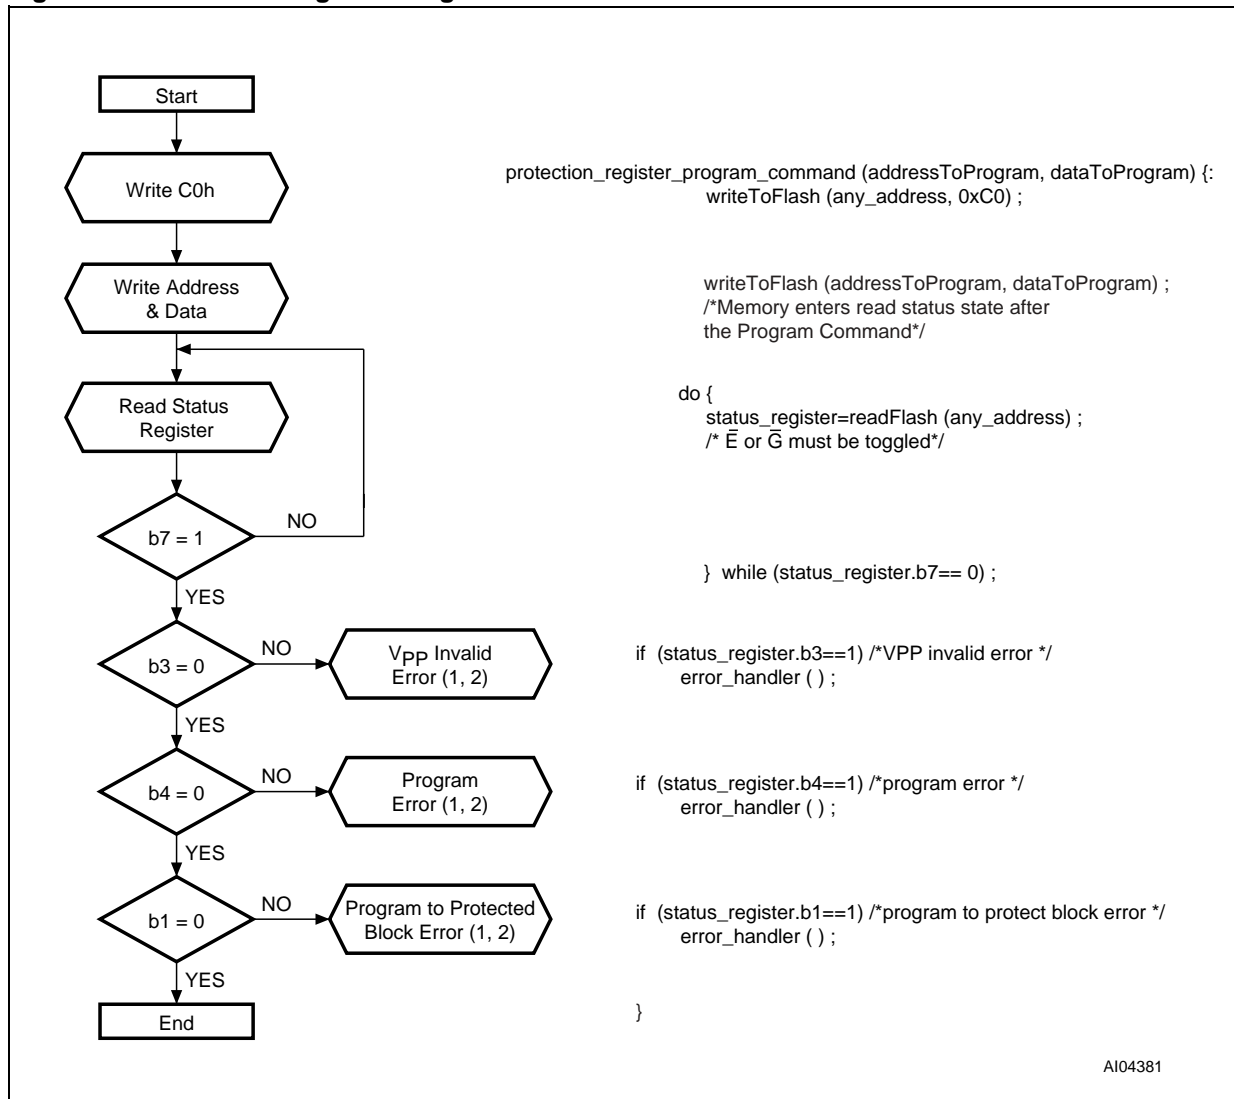 Start
Write C0h
protection_register_program_command (addressToProgram, dataToProgram) {:
writeToFlash (any_address, 0xC0) ;
Write Address
& Data
writeToFlash (addressToProgram, dataToProgram) ;
/*Memory enters read status state after
the Program Command*/
Read Status
Register
do {
status_register=readFlash (any_address) ;
/* E̅ or G̅ must be toggled*/
b7 = 1
NO
} while (status_register.b7== 0) ;
YES
b3 = 0
NO
VPP Invalid
Error (1, 2)
if (status_register.b3==1) /*VPP invalid error */
error_handler ( ) ;
YES
b4 = 0
NO
Program
Error (1, 2)
if (status_register.b4==1) /*program error */
error_handler ( ) ;
YES
b1 = 0
NO
Program to Protected
Block Error (1, 2)
if (status_register.b1==1) /*program to protect block error */
error_handler ( ) ;
YES
End
}
AI04381